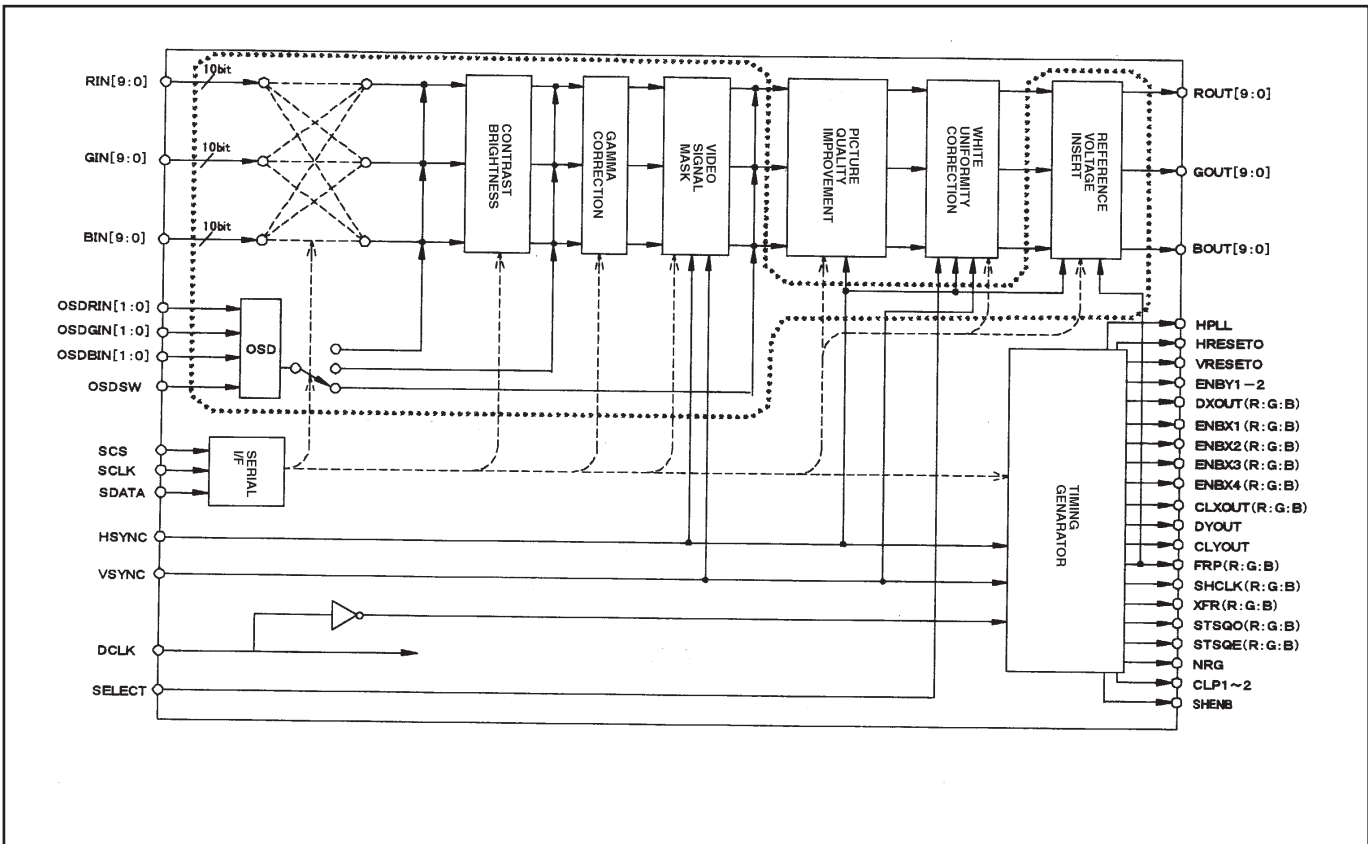 RIN[9:0]
10bit
GIN[9:0]
10bit
BIN[9:0]
10bit
OSDRIN[1:0]
OSDGIN[1:0]
OSDBIN[1:0]
OSDSW
OSD
SCS
SCLK
SDATA
SERIAL
I/F
HSYNC
VSYNC
DCLK
SELECT
CONTRAST
BRIGHTNESS
GAMMA
CORRECTION
VIDEO
SIGNAL
MASK
PICTURE
QUALITY
IMPROVEMENT
WHITE
UNIFORMITY
CORRECTION
REFERENCE
VOLTAGE
INSERT
TIMING
GENARATOR
ROUT[9:0]
GOUT[9:0]
BOUT[9:0]
HPLL
HRESETO
VRESETO
ENBY1-2
DXOUT(R:G:B)
ENBX1(R:G:B)
ENBX2(R:G:B)
ENBX3(R:G:B)
ENBX4(R:G:B)
CLXOUT(R:G:B)
DYOUT
CLYOUT
FRP(R:G:B)
SHCLK(R:G:B)
XFR(R:G:B)
STSQO(R:G:B)
STSQE(R:G:B)
NRG
CLP1~2
SHENB